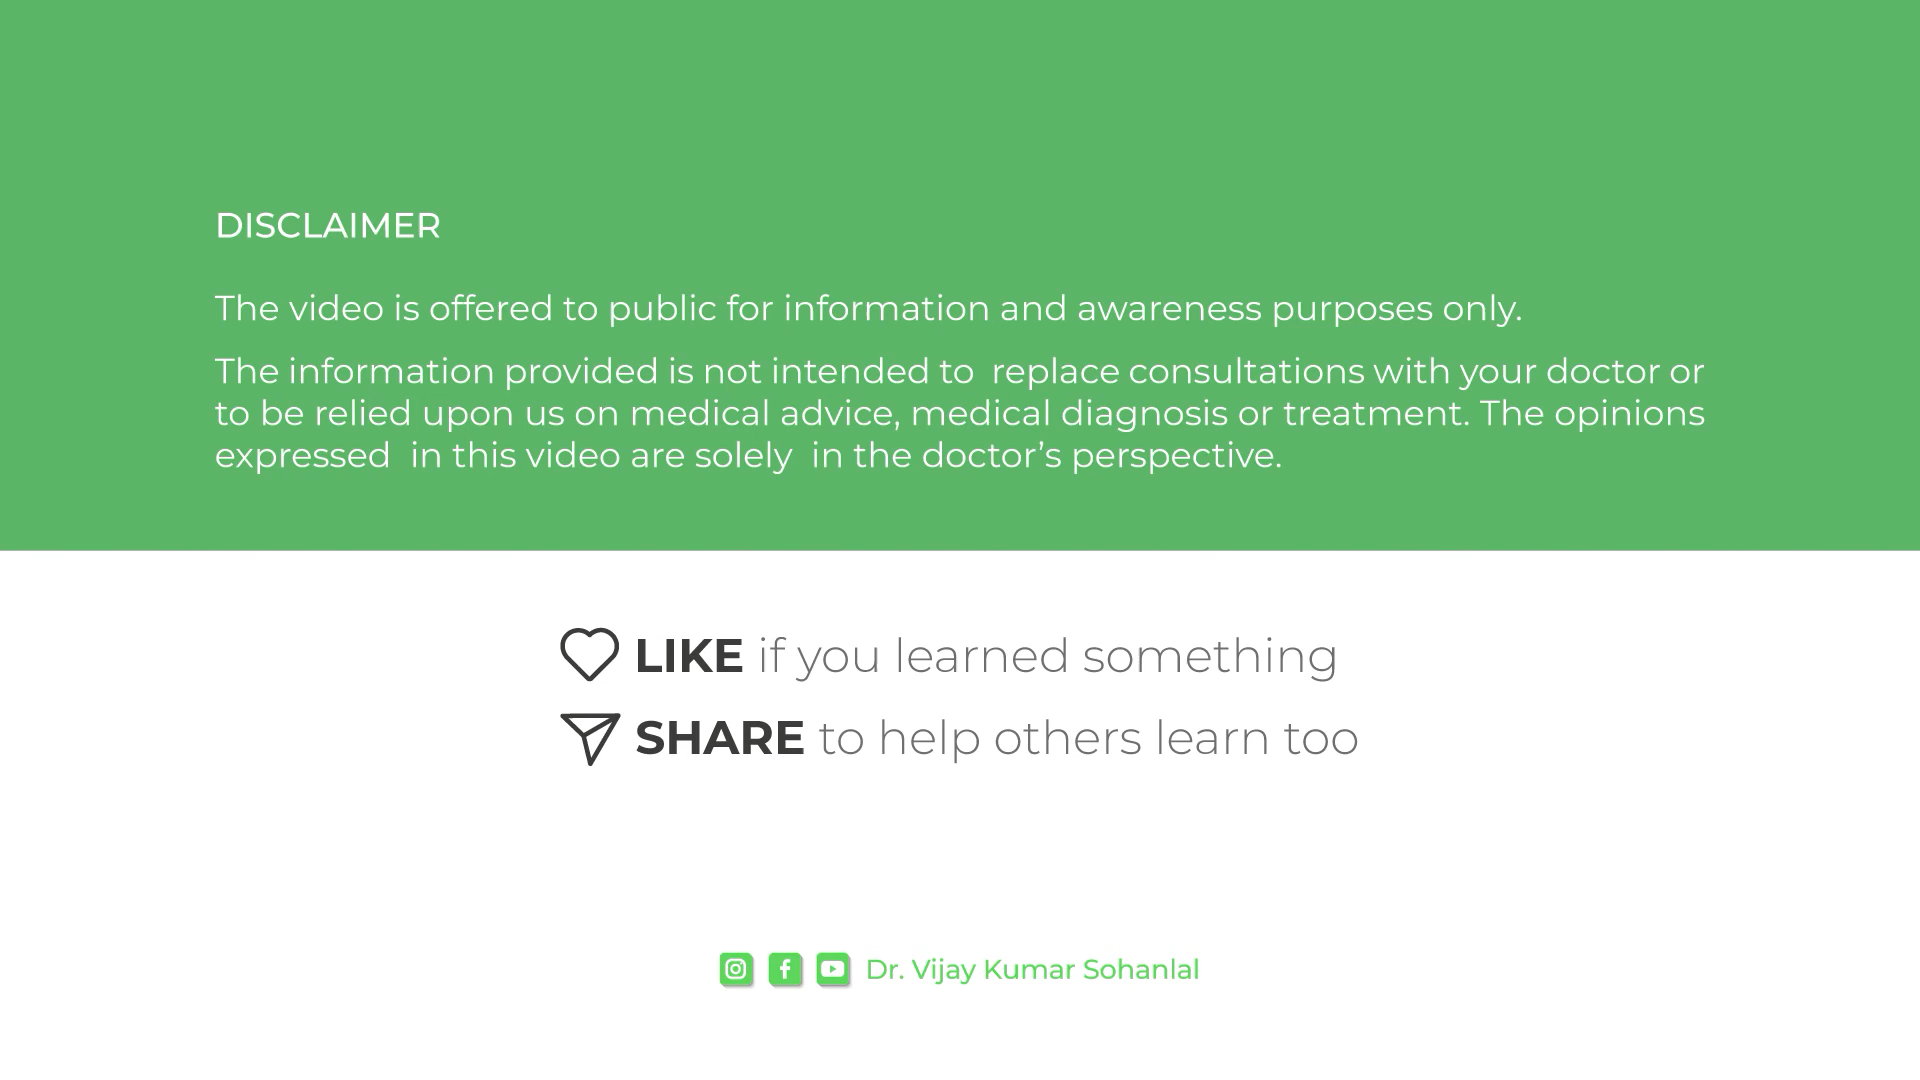 DISCLAIMER
The video is offered to public for information and awareness purposes only.
The information provided is not intended to  replace consultations with your doctor or
to be relied upon us on medical advice, medical diagnosis or treatment. The opinions
expressed  in this video are solely  in the doctor’s perspective.
LIKE if you learned something
SHARE to help others learn too
Dr. Vijay Kumar Sohanlal